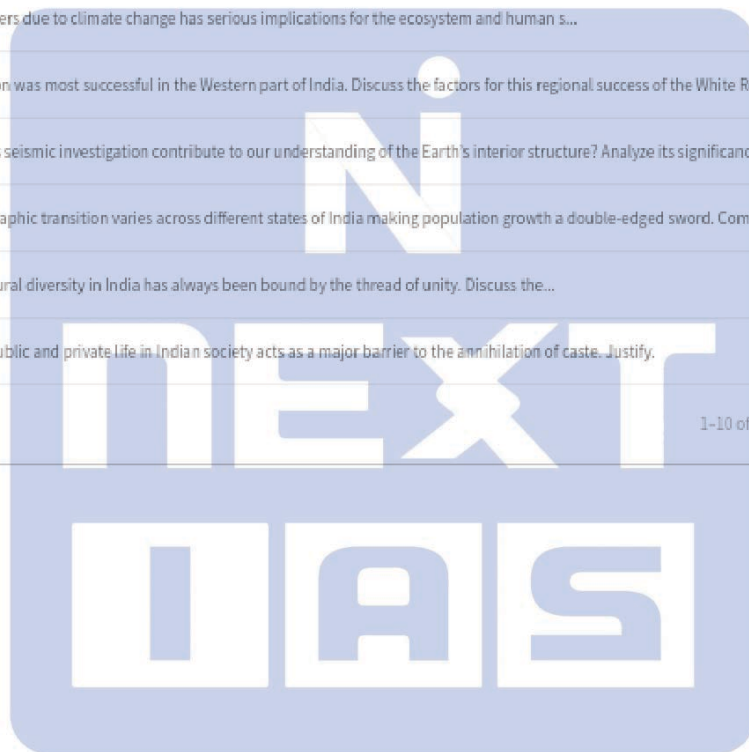 ers due to climate change has serious implications for the ecosystem and human s...
on was most successful in the Western part of India. Discuss the factors for this regional success of the White R
s seismic investigation contribute to our understanding of the Earth's interior structure? Analyze its significanc
aphic transition varies across different states of India making population growth a double-edged sword. Com
ural diversity in India has always been bound by the thread of unity. Discuss the...
ublic and private life in Indian society acts as a major barrier to the annihilation of caste. Justify.
1–10 of
N
NEXT
IAS